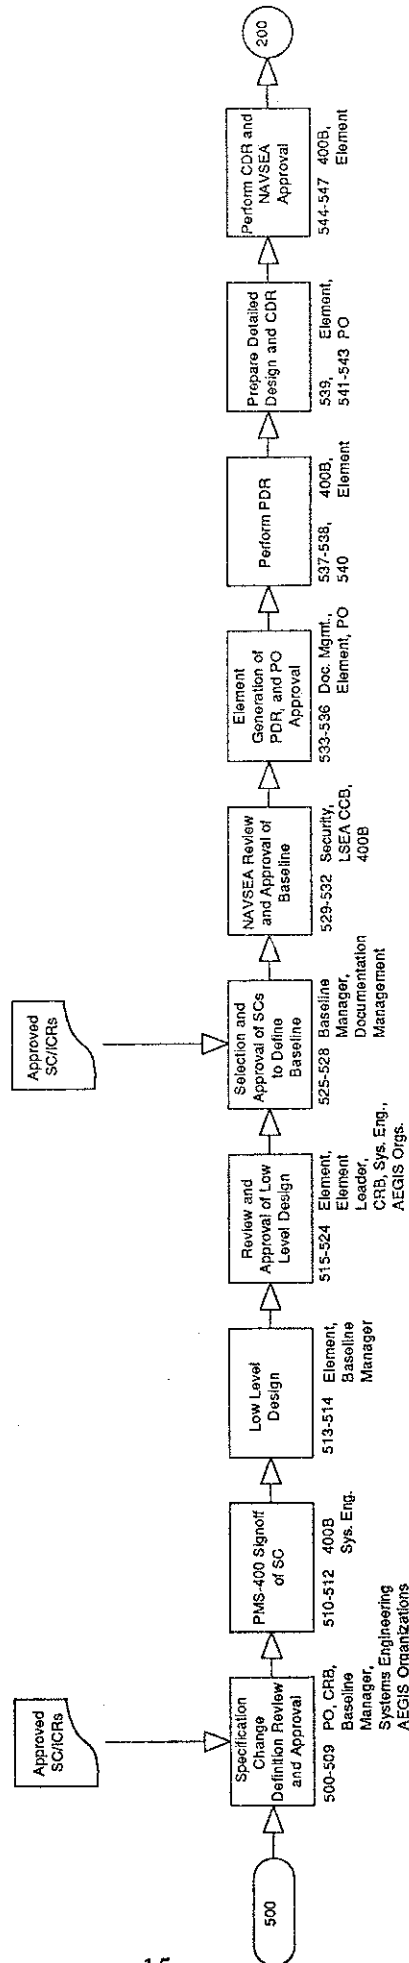 500
Approved
SC/ICRs
Specification
Change
Definition Review
and Approval
500-509 PO, CRB,
Baseline
Manager,
Systems Engineering
AEGIS Organizations
PMS-400 Signoff
of SC
510-512 400B
Sys. Eng.
Low Level
Design
513-514 Element,
Baseline
Manager
Review and
Approval of Low
Level Design
515-524 Element,
Element
Leader,
CRB, Sys. Eng.,
AEGIS Orgs.
Approved
SC/ICRs
Selection and
Approval of SCs
to Define
Baseline
525-528 Baseline
Manager,
Documentation
Management
NAVSEA Review
and Approval of
Baseline
529-532 Security,
LSEA CCB,
400B
Element
Generation of
PDR, and PO
Approval
533-536 Doc. Mgmt.,
Element, PO
Perform PDR
537-538, 400B,
540 Element
Prepare Detailed
Design and CDR
539, Element,
541-543 PO
Perform CDR and
NAVSEA
Approval
544-547 400B,
Element
200